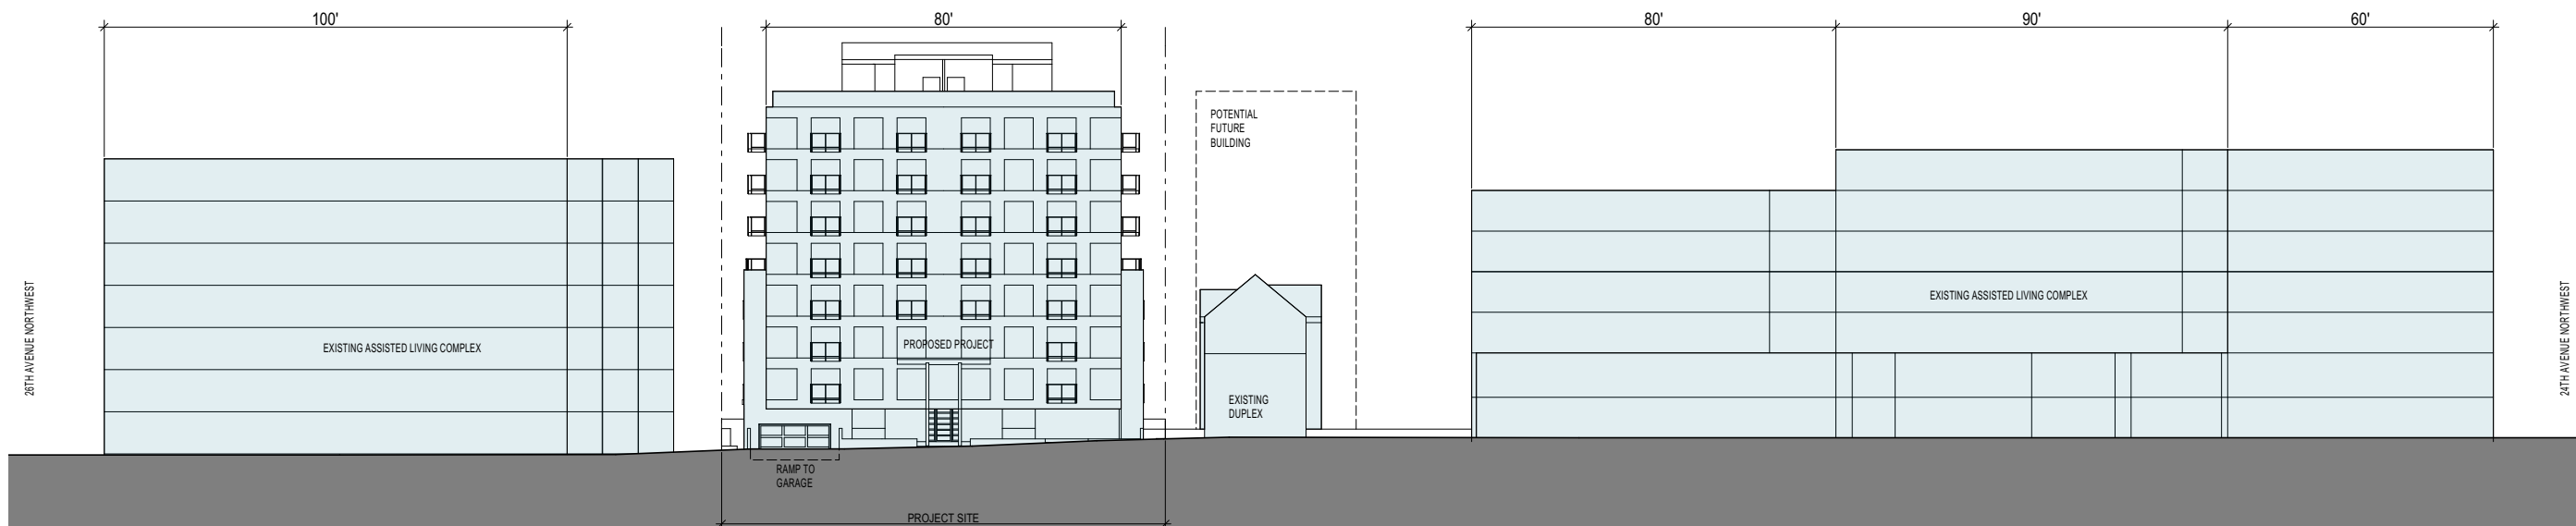 100'
80'
80'
90'
60'
POTENTIAL
FUTURE
BUILDING
26TH AVENUE NORTHWEST
EXISTING ASSISTED LIVING COMPLEX
PROPOSED PROJECT
EXISTING
DUPLEX
EXISTING ASSISTED LIVING COMPLEX
24TH AVENUE NORTHWEST
RAMP TO
GARAGE
PROJECT SITE